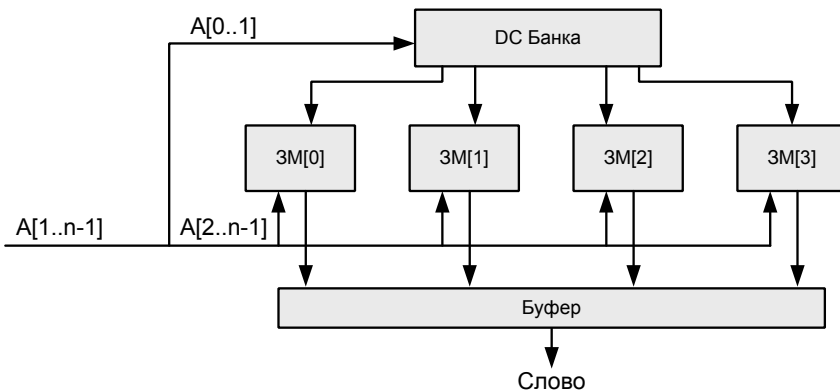 A[0..1]
DC Банка
ЗМ[0]
ЗМ[1]
ЗМ[2]
ЗМ[3]
A[1..n-1]
A[2..n-1]
Буфер
Слово